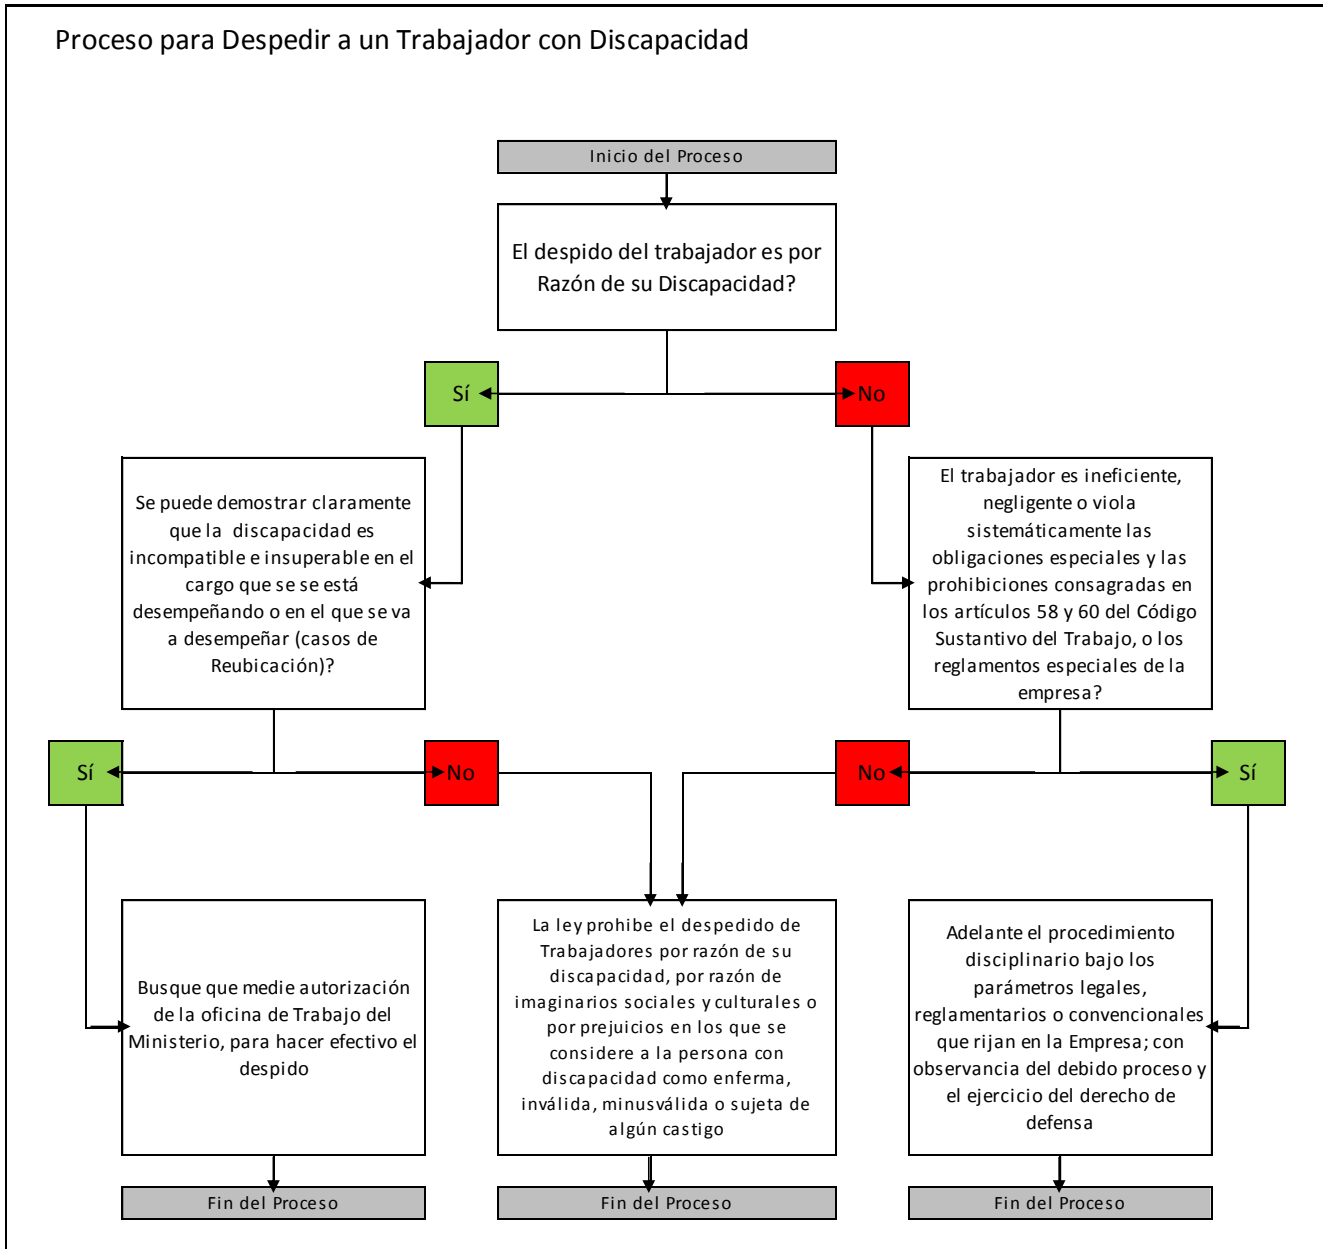 Proceso para Despedir a un Trabajador con Discapacidad
Inicio del Proceso
El despido del trabajador es por
Razón de su Discapacidad?
Sí
No
Se puede demostrar claramente
que la discapacidad es
incompatible e insuperable en el
cargo que se se está
desempeñando o en el que se va
a desempeñar (casos de
Reubicación)?
El trabajador es ineficiente,
negligente o viola
sistemáticamente las
obligaciones especiales y las
prohibiciones consagradas en
los artículos 58 y 60 del Código
Sustantivo del Trabajo, o los
reglamentos especiales de la
empresa?
Sí
No
No
Sí
Busque que medie autorización
de la oficina de Trabajo del
Ministerio, para hacer efectivo el
despido
La ley prohibe el despedido de
Trabajadores por razón de su
discapacidad, por razón de
imaginarios sociales y culturales o
por prejuicios en los que se
considere a la persona con
discapacidad como enferma,
inválida, minusválida o sujeta de
algún castigo
Adelante el procedimiento
disciplinario bajo los
parámetros legales,
reglamentarios o convencionales
que rijan en la Empresa; con
observancia del debido proceso y
el ejercicio del derecho de
defensa
Fin del Proceso
Fin del Proceso
Fin del Proceso